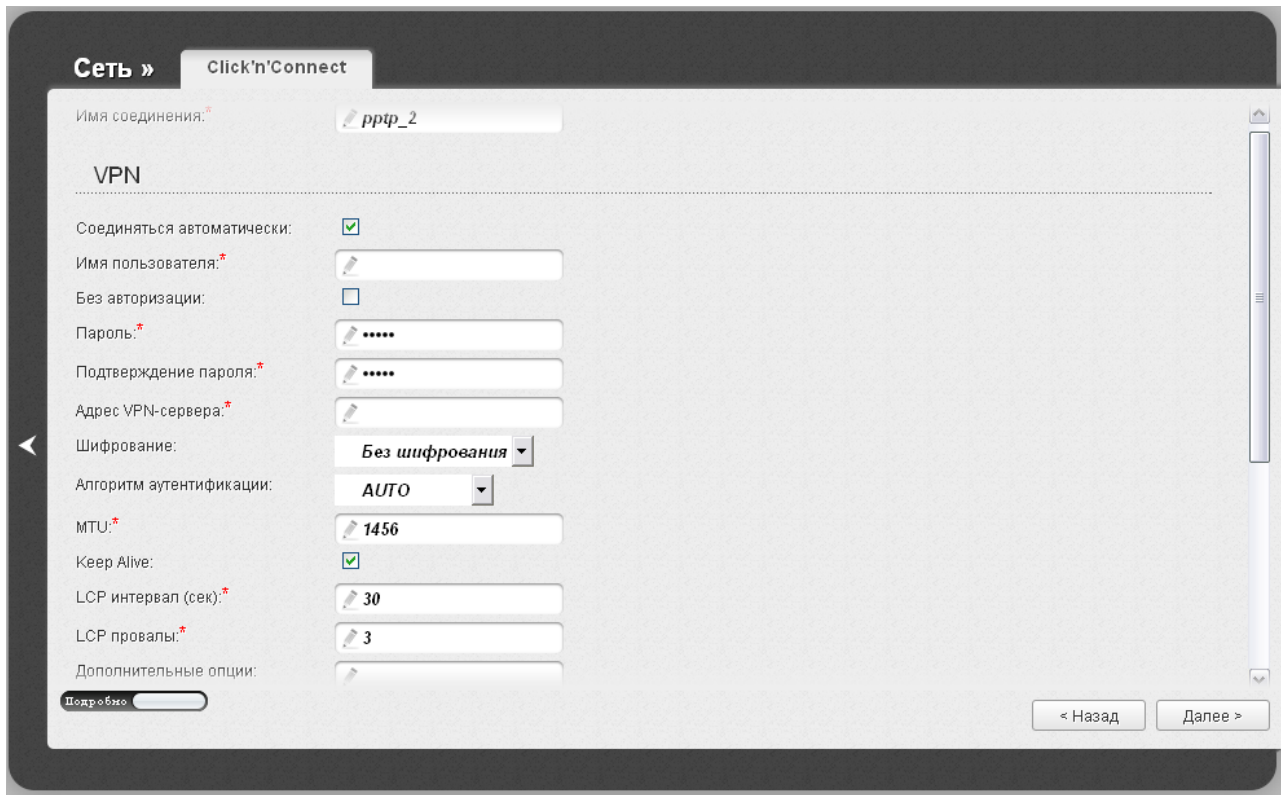 Сеть »
Click'n'Connect
Имя соединения:* pptp_2
VPN
Соединяться автоматически:
Имя пользователя:*
Без авторизации:
Пароль:* •••••
Подтверждение пароля:* •••••
Адрес VPN-сервера:*
Шифрование: Без шифрования
Алгоритм аутентификации: AUTO
MTU:* 1456
Keep Alive:
LCP интервал (сек):* 30
LCP провалы:* 3
Дополнительные опции:
Подробно
< Назад
Далее >